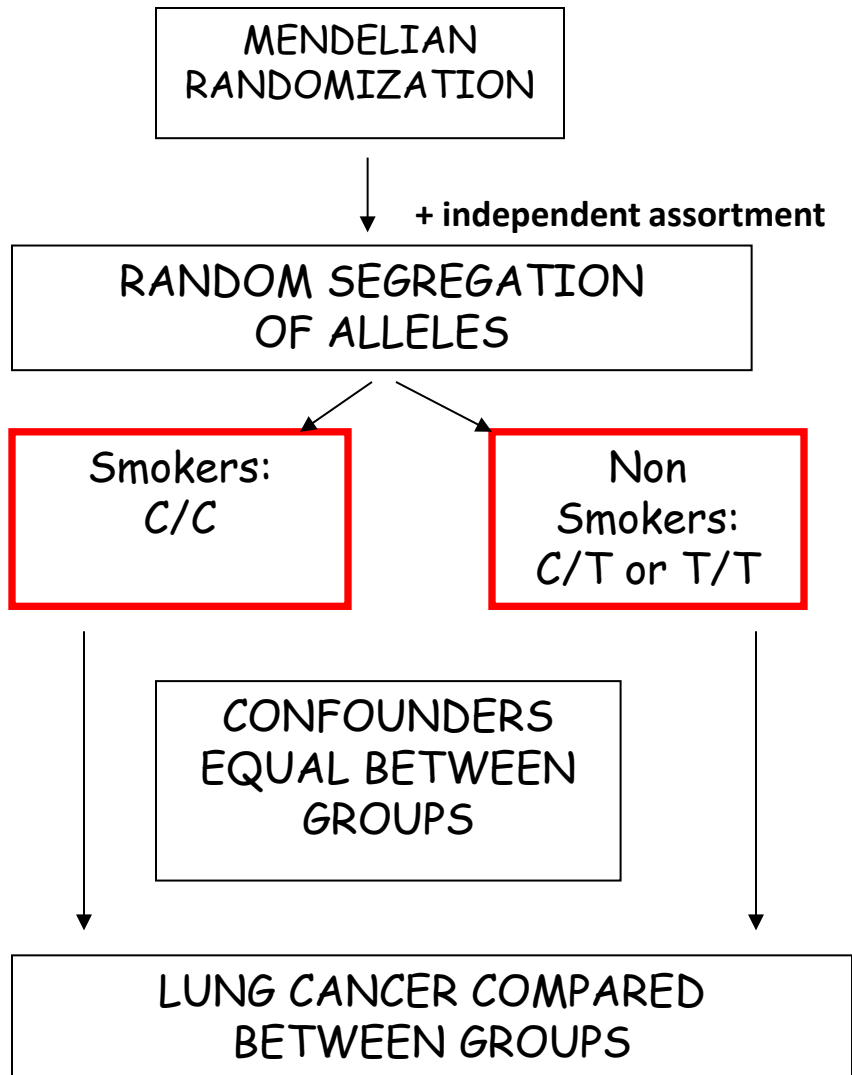 MENDELIAN
RANDOMIZATION
+ independent assortment
RANDOM SEGREGATION
OF ALLELES
Smokers:
C/C
Non
Smokers:
C/T or T/T
CONFOUNDERS
EQUAL BETWEEN
GROUPS
LUNG CANCER COMPARED
BETWEEN GROUPS